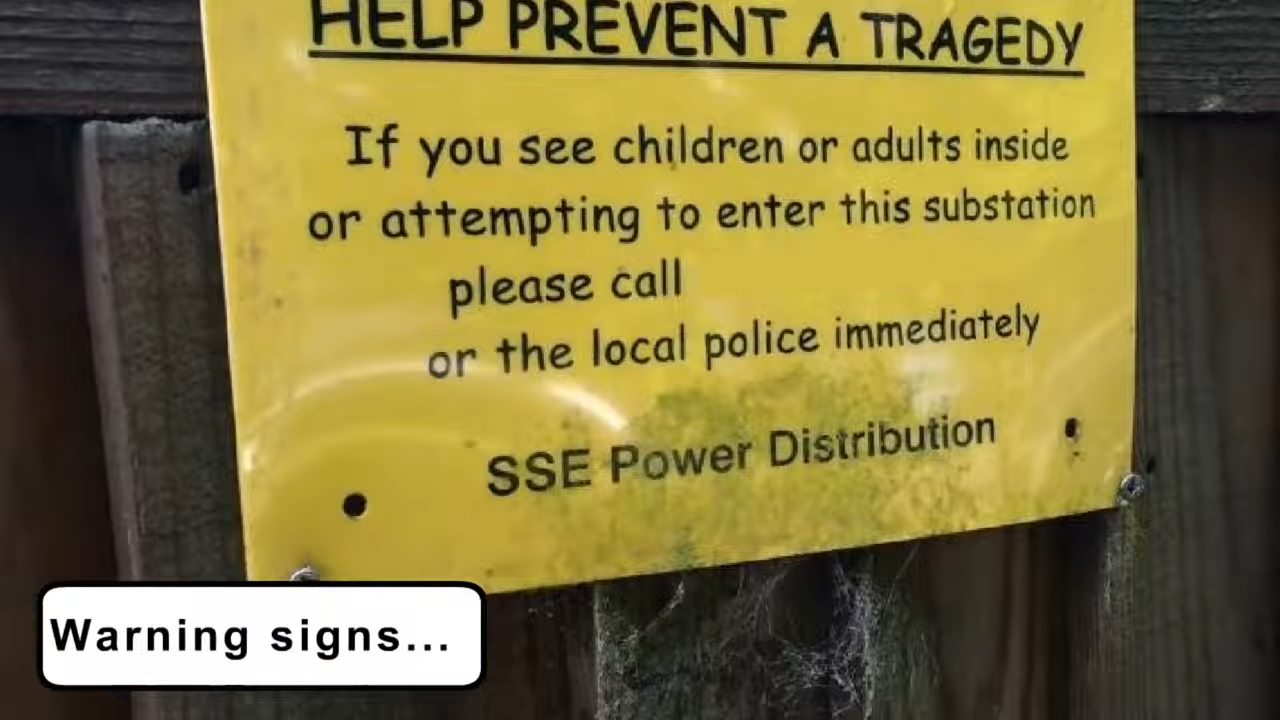 HELP PREVENT A TRAGEDY
If you see children or adults inside
or attempting to enter this substation
please call
or the local police immediately
SSE Power Distribution
Warning signs...